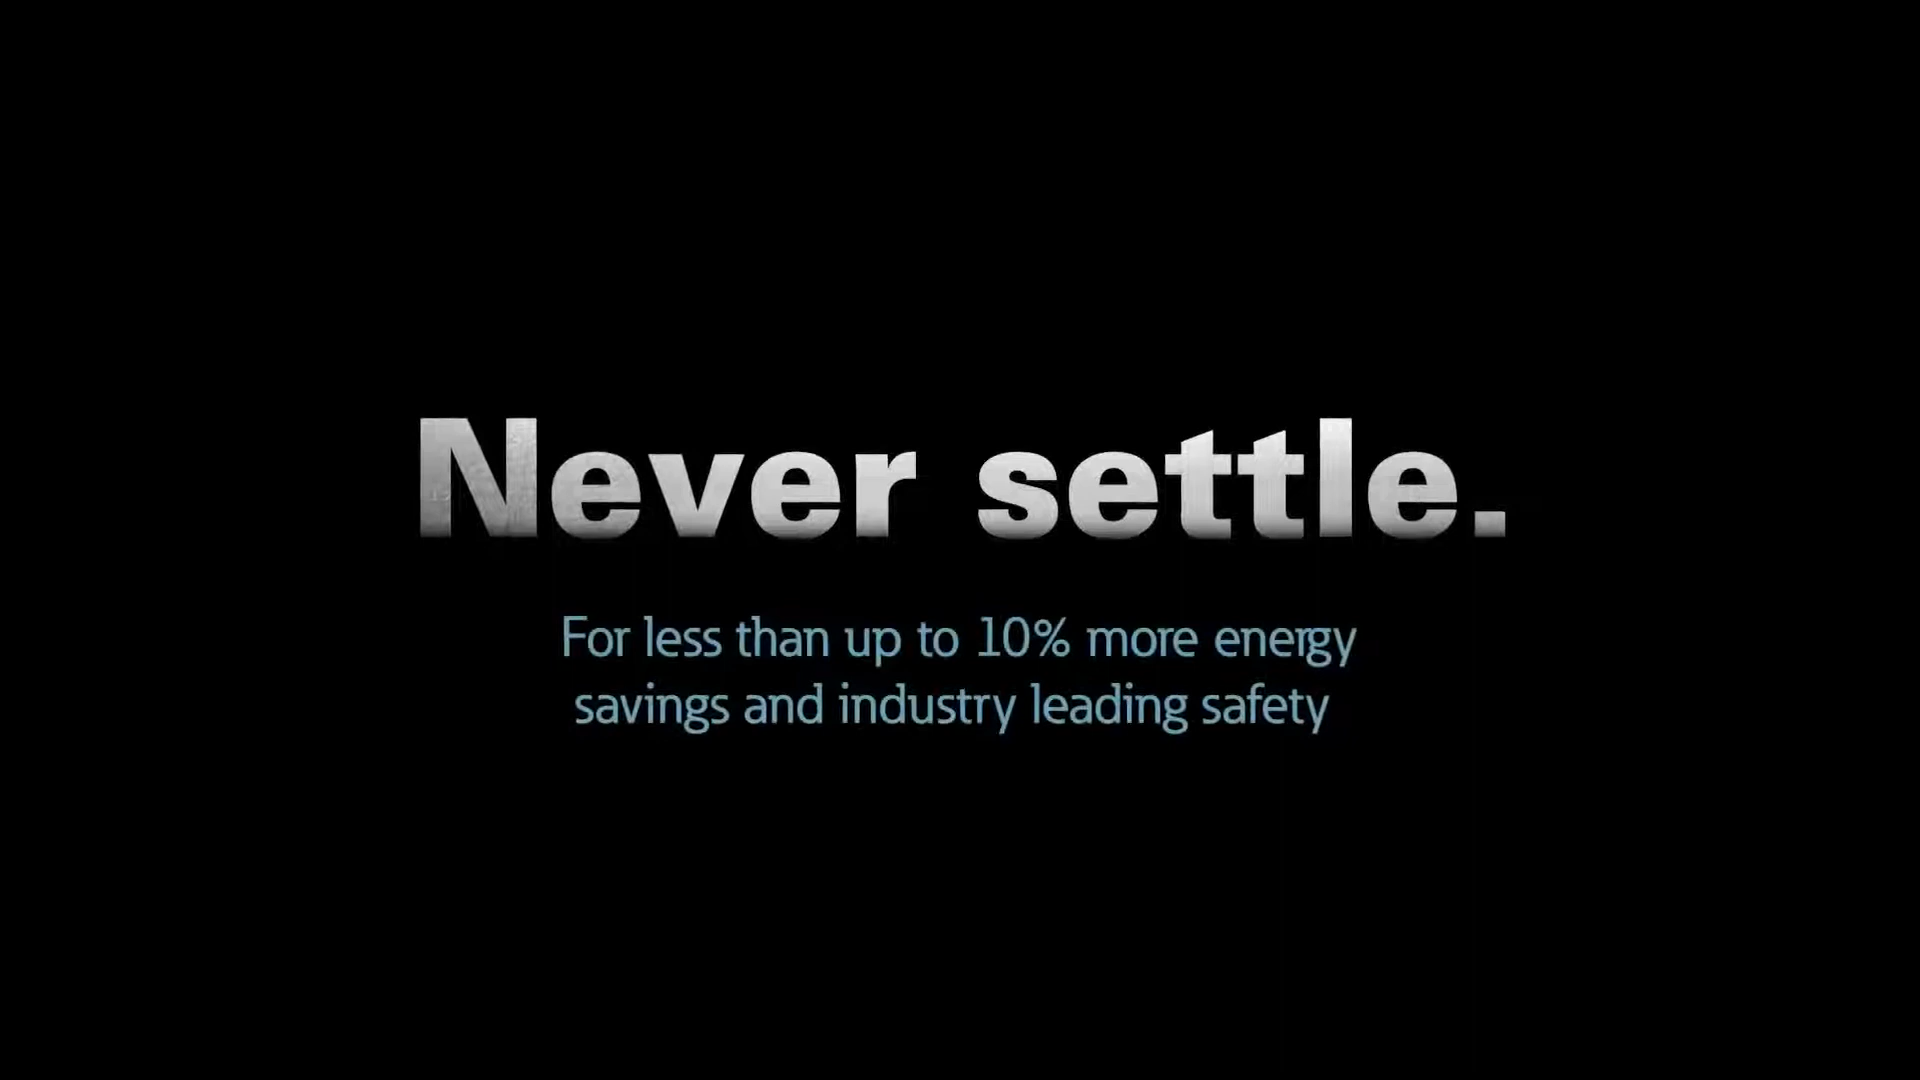 Never settle.
For less than up to 10% more energy
savings and industry leading safety